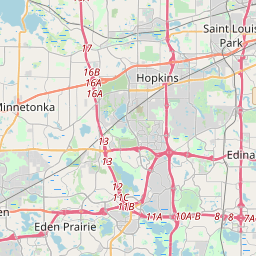 Saint Louis
Park
17
16B
16A
16A
Hopkins
Minnetonka
13
13
Edina
12
11C
11B
11A
10A-B
8
7A
en
Eden Prairie